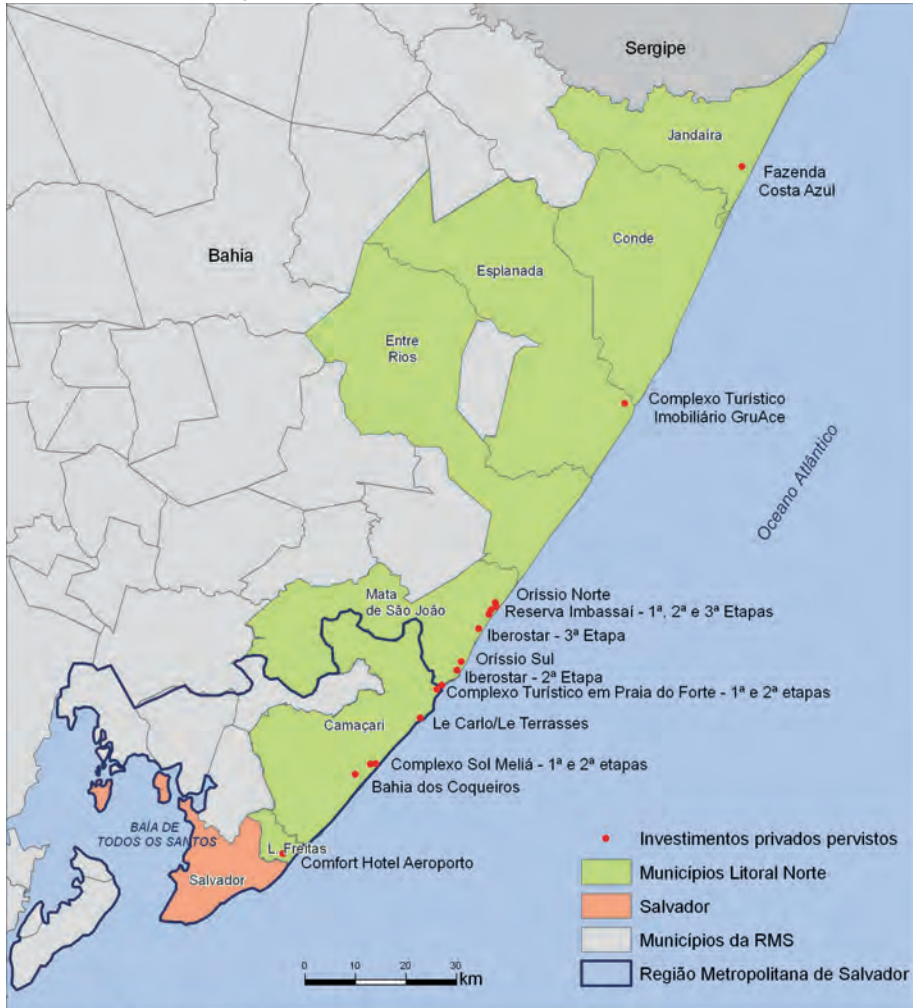 Sergipe
Jandaíra
Fazenda
Costa Azul
Conde
Bahia
Esplanada
Entre
Rios
Complexo Turístico
Imobiliário GruAce
Oceano Atlântico
Mata
de São João
Oríssio Norte
Reserva Imbassaí - 1ª, 2ª e 3ª Etapas
Iberostar - 3ª Etapa
Oríssio Sul
Iberostar - 2ª Etapa
Complexo Turístico em Praia do Forte - 1ª e 2ª etapas
Camaçari
Le Carlo/Le Terrasses
Complexo Sol Meliá - 1ª e 2ª etapas
Bahia dos Coqueiros
BAÍA DE
TODOS OS SANTOS
L. Freitas
Comfort Hotel Aeroporto
Salvador
Investimentos privados pervistos
Municípios Litoral Norte
Salvador
Municípios da RMS
Região Metropolitana de Salvador
0 10 20 30
km